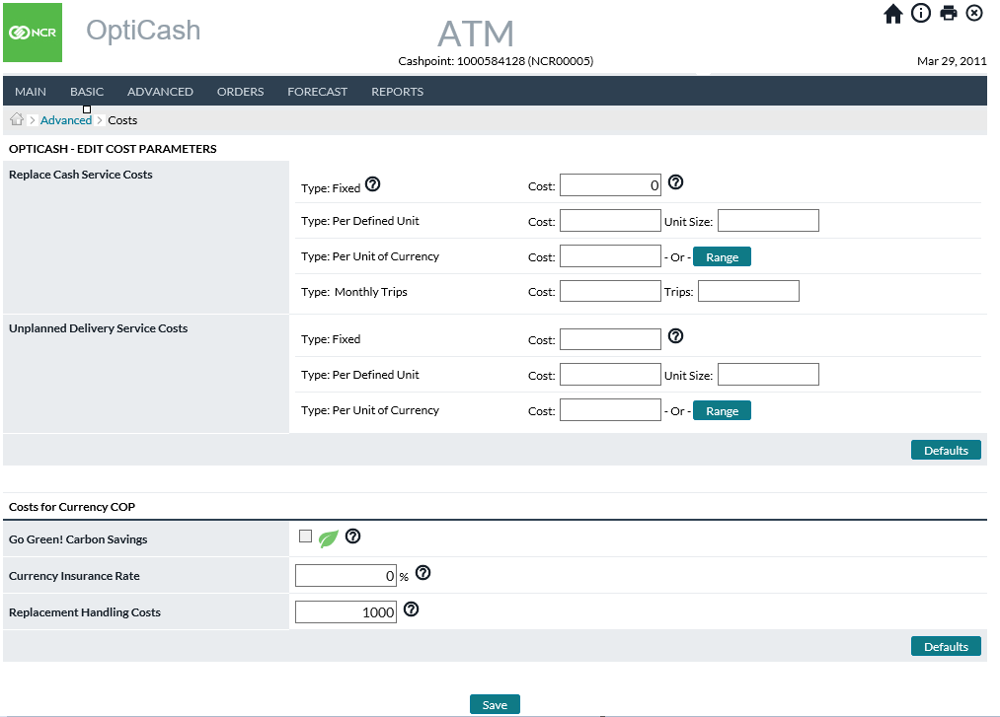 NCR OptiCash ATM
Cashpoint: 1000584128 (NCR00005) Mar 29, 2011
MAIN BASIC ADVANCED ORDERS FORECAST REPORTS
> Advanced > Costs
OPTICASH - EDIT COST PARAMETERS
Replace Cash Service Costs
Type: Fixed ? Cost: 0 ?
Type: Per Defined Unit Cost: Unit Size:
Type: Per Unit of Currency Cost: - Or - Range
Type: Monthly Trips Cost: Trips:
Unplanned Delivery Service Costs
Type: Fixed Cost: ?
Type: Per Defined Unit Cost: Unit Size:
Type: Per Unit of Currency Cost: - Or - Range
Defaults
Costs for Currency COP
Go Green! Carbon Savings ?
Currency Insurance Rate 0 % ?
Replacement Handling Costs 1000 ?
Defaults
Save